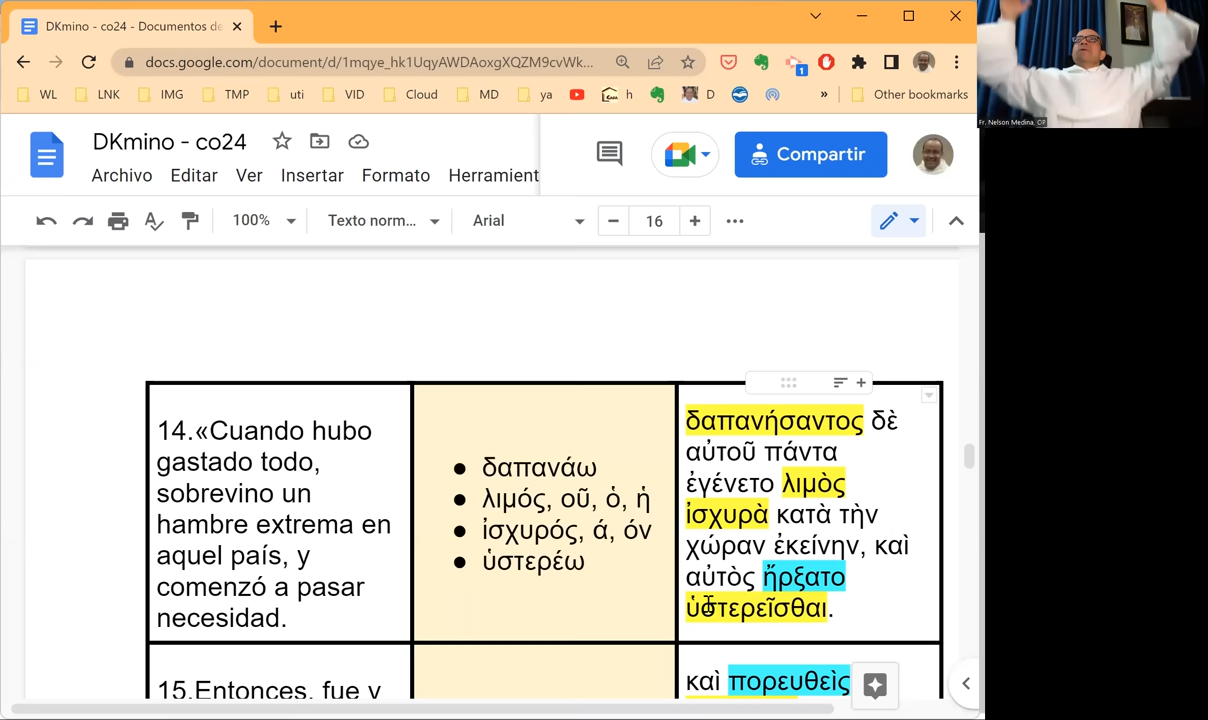 DKmino - co24 - Documentos de
docs.google.com/document/d/1mqye_hk1UqyAWDAoxgXQZM9cvWk...
WL LNK IMG TMP uti VID Cloud MD ya h D » Other bookmarks
Fr. Nelson Medina, OP
DKmino - co24
Compartir
Archivo Editar Ver Insertar Formato Herramient
100% Texto norm... Arial 16
14.«Cuando hubo
gastado todo,
sobrevino un
hambre extrema en
aquel país, y
comenzó a pasar
necesidad.
● δαπανάω
● λιμός, οῦ, ὁ, ἡ
● ἰσχυρός, ά, όν
● ὑστερέω
δαπανήσαντος δὲ
αὐτοῦ πάντα
ἐγένετο λιμὸς
ἰσχυρὰ κατὰ τὴν
χώραν ἐκείνην, καὶ
αὐτὸς ἤρξατο
ὑστερεῖσθαι.
15.Entonces, fue y
καὶ πορευθεὶς